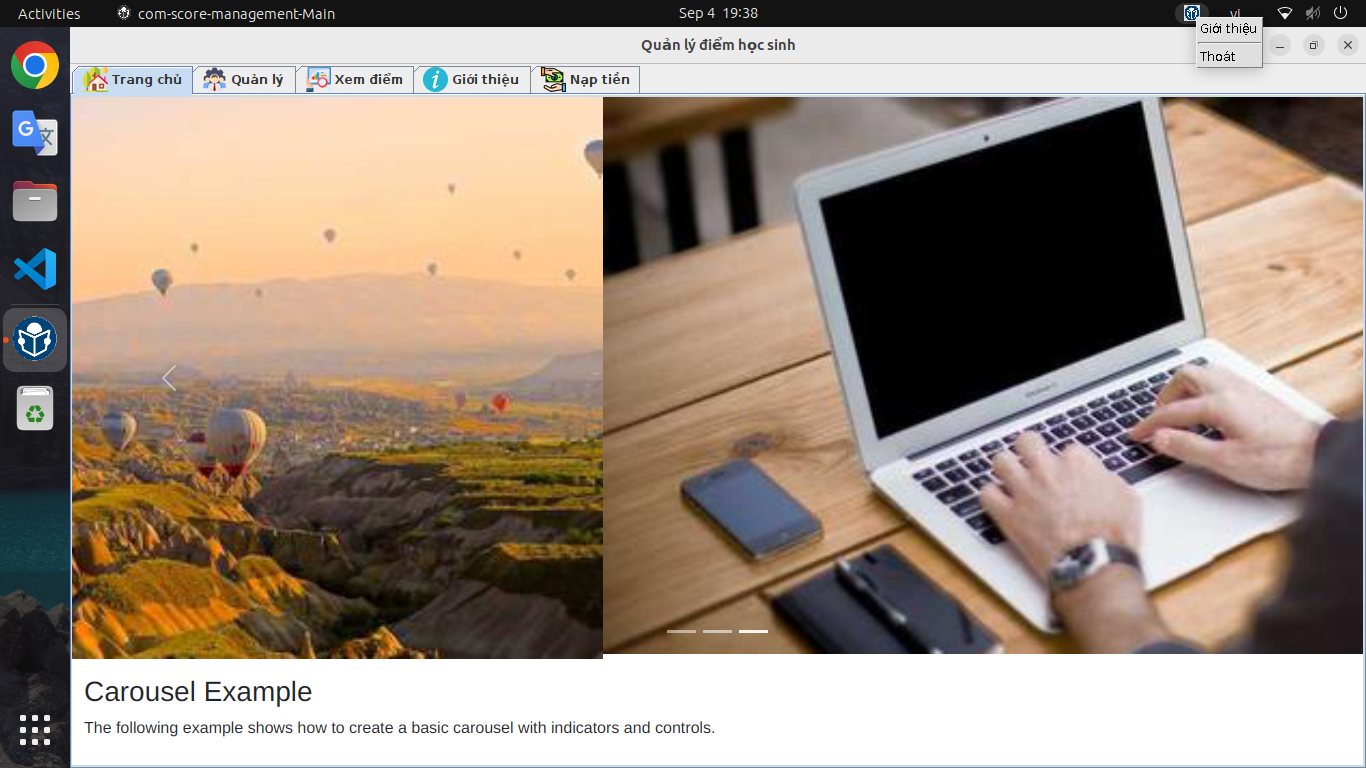 Activities com-score-management-Main Sep 4 19:38 vi
Giới thiệu
Thoát
Quản lý điểm học sinh
Trang chủ Quản lý Xem điểm Giới thiệu Nạp tiền
Carousel Example
The following example shows how to create a basic carousel with indicators and controls.